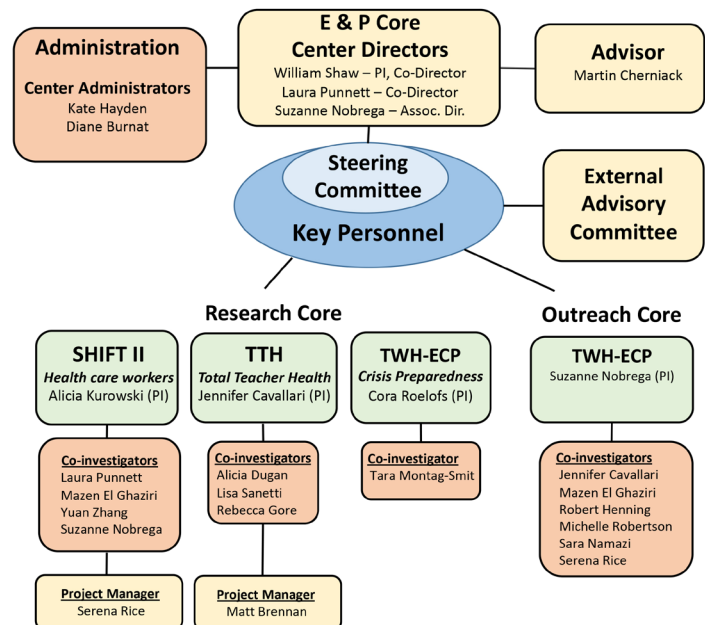 Administration
Center Administrators
Kate Hayden
Diane Burnat
E & P Core
Center Directors
William Shaw – PI, Co-Director
Laura Punnett – Co-Director
Suzanne Nobrega – Assoc. Dir.
Advisor
Martin Cherniack
Steering
Committee
Key Personnel
External
Advisory
Committee
Research Core
SHIFT II
Health care workers
Alicia Kurowski (PI)
Co-investigators
Laura Punnett
Mazen El Ghaziri
Yuan Zhang
Suzanne Nobrega
Project Manager
Serena Rice
TTH
Total Teacher Health
Jennifer Cavallari (PI)
Co-investigators
Alicia Dugan
Lisa Sanetti
Rebecca Gore
Project Manager
Matt Brennan
TWH-ECP
Crisis Preparedness
Cora Roelofs (PI)
Co-investigator
Tara Montag-Smit
Outreach Core
TWH-ECP
Suzanne Nobrega (PI)
Co-investigators
Jennifer Cavallari
Mazen El Ghaziri
Robert Henning
Michelle Robertson
Sara Namazi
Serena Rice